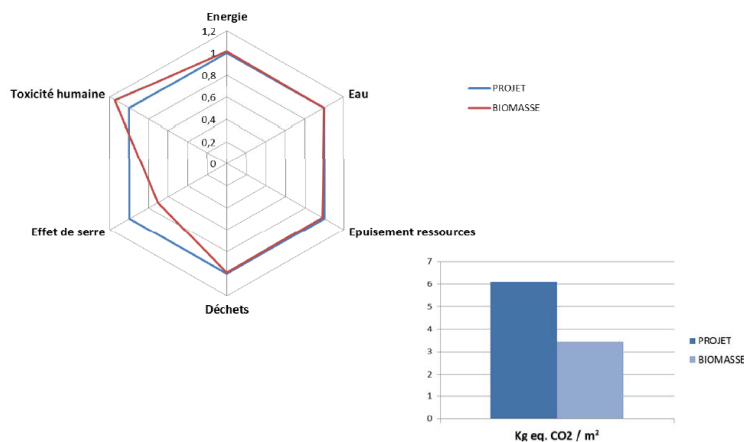 Energie
1,2
1
0,8
0,6
0,4
0,2
0
Toxicité humaine
Eau
Effet de serre
Epuisement ressources
Déchets
PROJET
BIOMASSE
7
6
5
4
3
2
1
0
Kg eq. CO2 / m²
PROJET
BIOMASSE